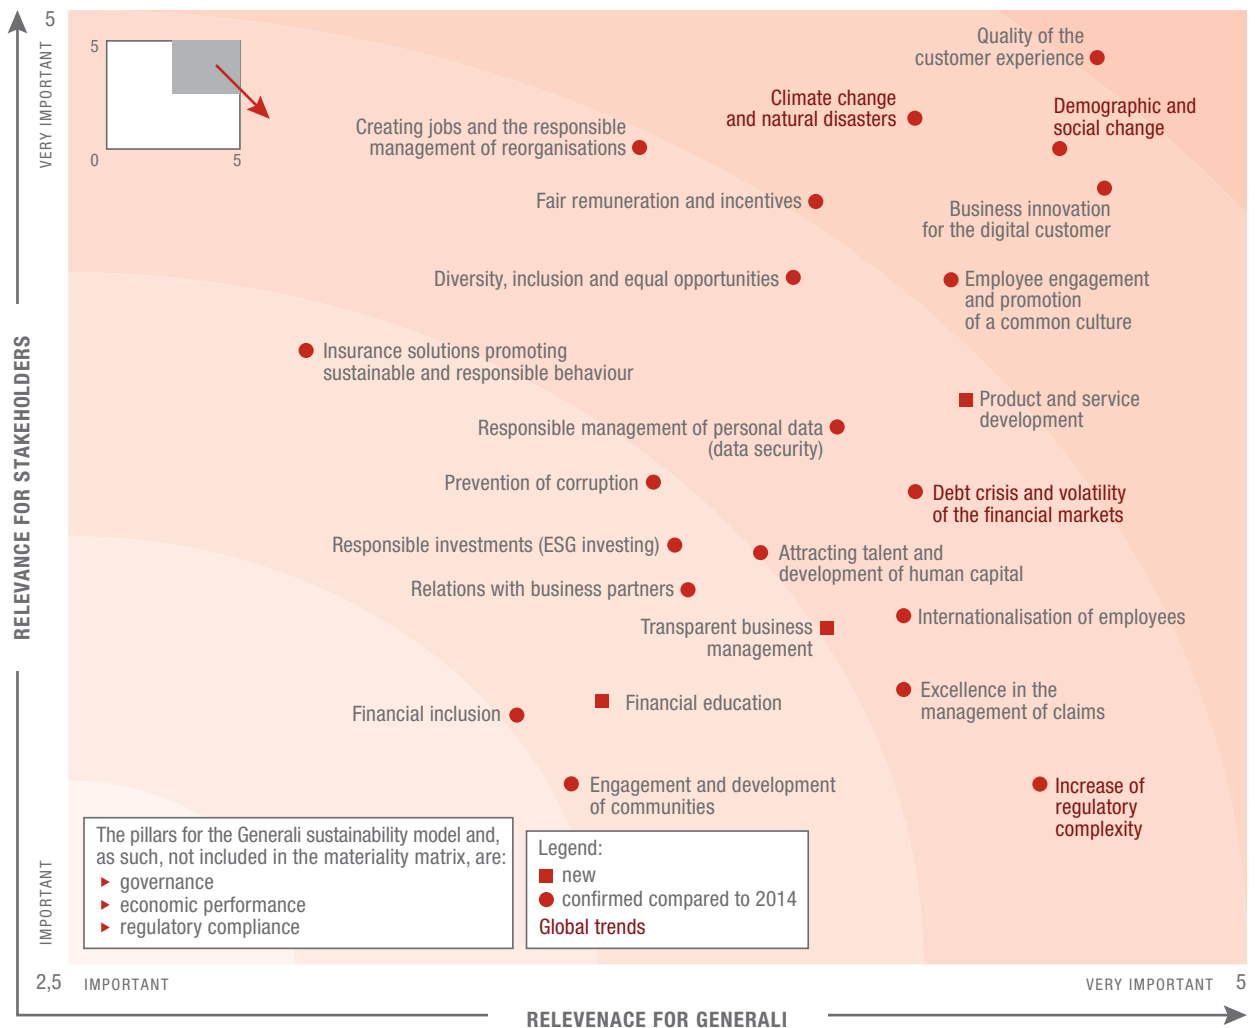 5
VERY IMPORTANT
RELEVANCE FOR STAKEHOLDERS
IMPORTANT
5
0
5
Quality of the
customer experience
Climate change
and natural disasters
Demographic and
social change
Creating jobs and the responsible
management of reorganisations
Fair remuneration and incentives
Business innovation
for the digital customer
Diversity, inclusion and equal opportunities
Employee engagement
and promotion
of a common culture
Insurance solutions promoting
sustainable and responsible behaviour
Product and service
development
Responsible management of personal data
(data security)
Prevention of corruption
Debt crisis and volatility
of the financial markets
Responsible investments (ESG investing)
Attracting talent and
development of human capital
Relations with business partners
Internationalisation of employees
Transparent business
management
Excellence in the
management of claims
Financial education
Financial inclusion
Engagement and development
of communities
Increase of
regulatory
complexity
The pillars for the Generali sustainability model and,
as such, not included in the materiality matrix, are:
governance
economic performance
regulatory compliance
Legend:
new
confirmed compared to 2014
Global trends
2,5
IMPORTANT
VERY IMPORTANT
5
RELEVENACE FOR GENERALI